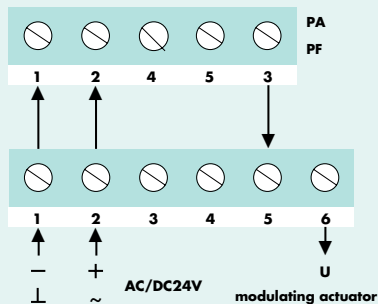 PA
PF
1 2 4 5 3
1 2 3 4 5 6
− + AC/DC24V U
⊥ ~ modulating actuator